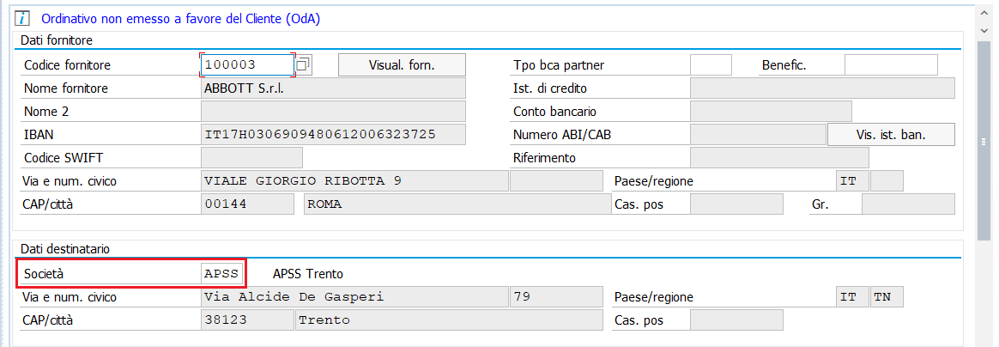 Ordinativo non emesso a favore del Cliente (OdA)
Dati fornitore
Codice fornitore 100003 Visual. forn. Tpo bca partner Benefic.
Nome fornitore ABBOTT S.r.l. Ist. di credito
Nome 2 Conto bancario
IBAN IT17H0306909480612006323725 Numero ABI/CAB Vis. ist. ban.
Codice SWIFT Riferimento
Via e num. civico VIALE GIORGIO RIBOTTA 9 Paese/regione IT
CAP/città 00144 ROMA Cas. pos Gr.
Dati destinatario
Società APSS APSS Trento
Via e num. civico Via Alcide De Gasperi 79 Paese/regione IT TN
CAP/città 38123 Trento Cas. pos